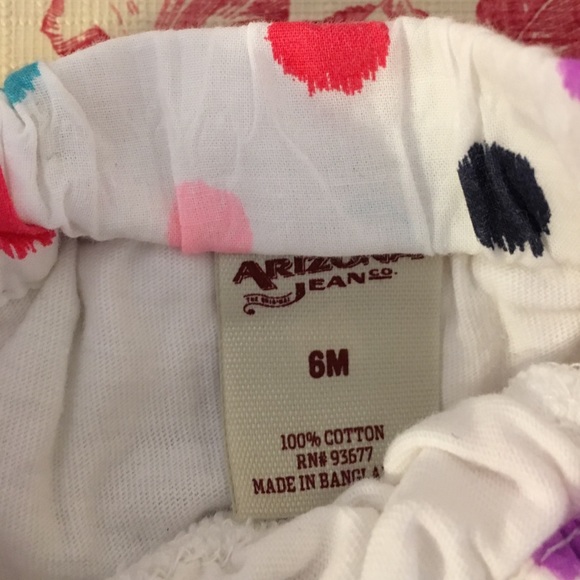 ARIZONA
THE ORIGINAL JEAN CO.
6M
100% COTTON
RN# 93677
MADE IN BANGLA